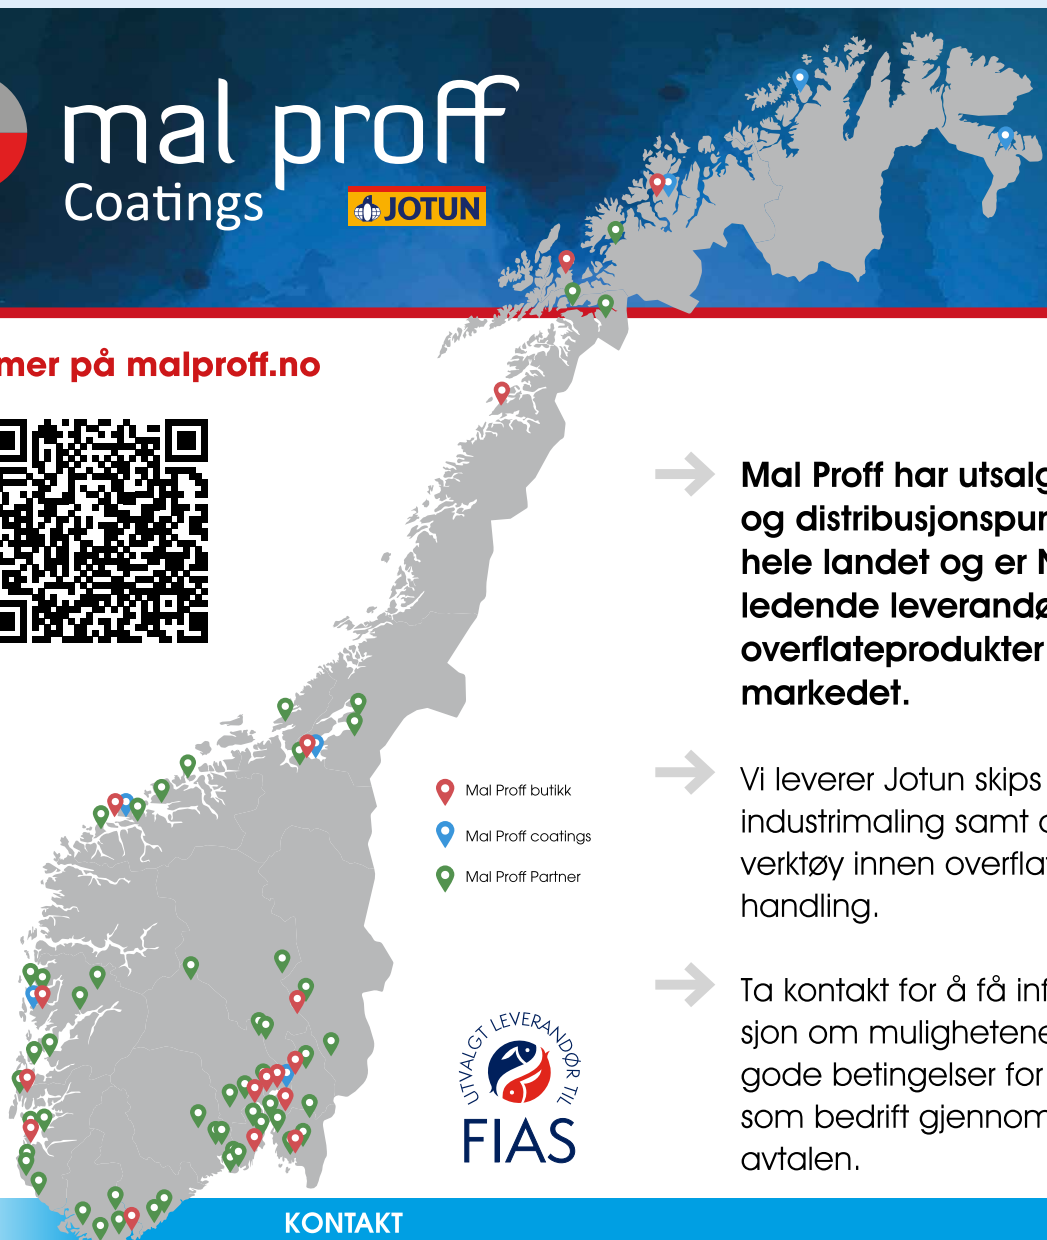 mal proff
Coatings
JOTUN
mer på malproff.no
Mal Proff har utsalg
og distribusjonspun
hele landet og er N
ledende leverandø
overflateprodukter
markedet.
Mal Proff butikk
Mal Proff coatings
Mal Proff Partner
Vi leverer Jotun skips
industrimaling samt
verktøy innen overflat
handling.
Ta kontakt for å få inf
sjon om mulighetene
gode betingelser for
som bedrift gjennom
avtalen.
UTVALGT LEVERANDØR TIL
FIAS
KONTAKT